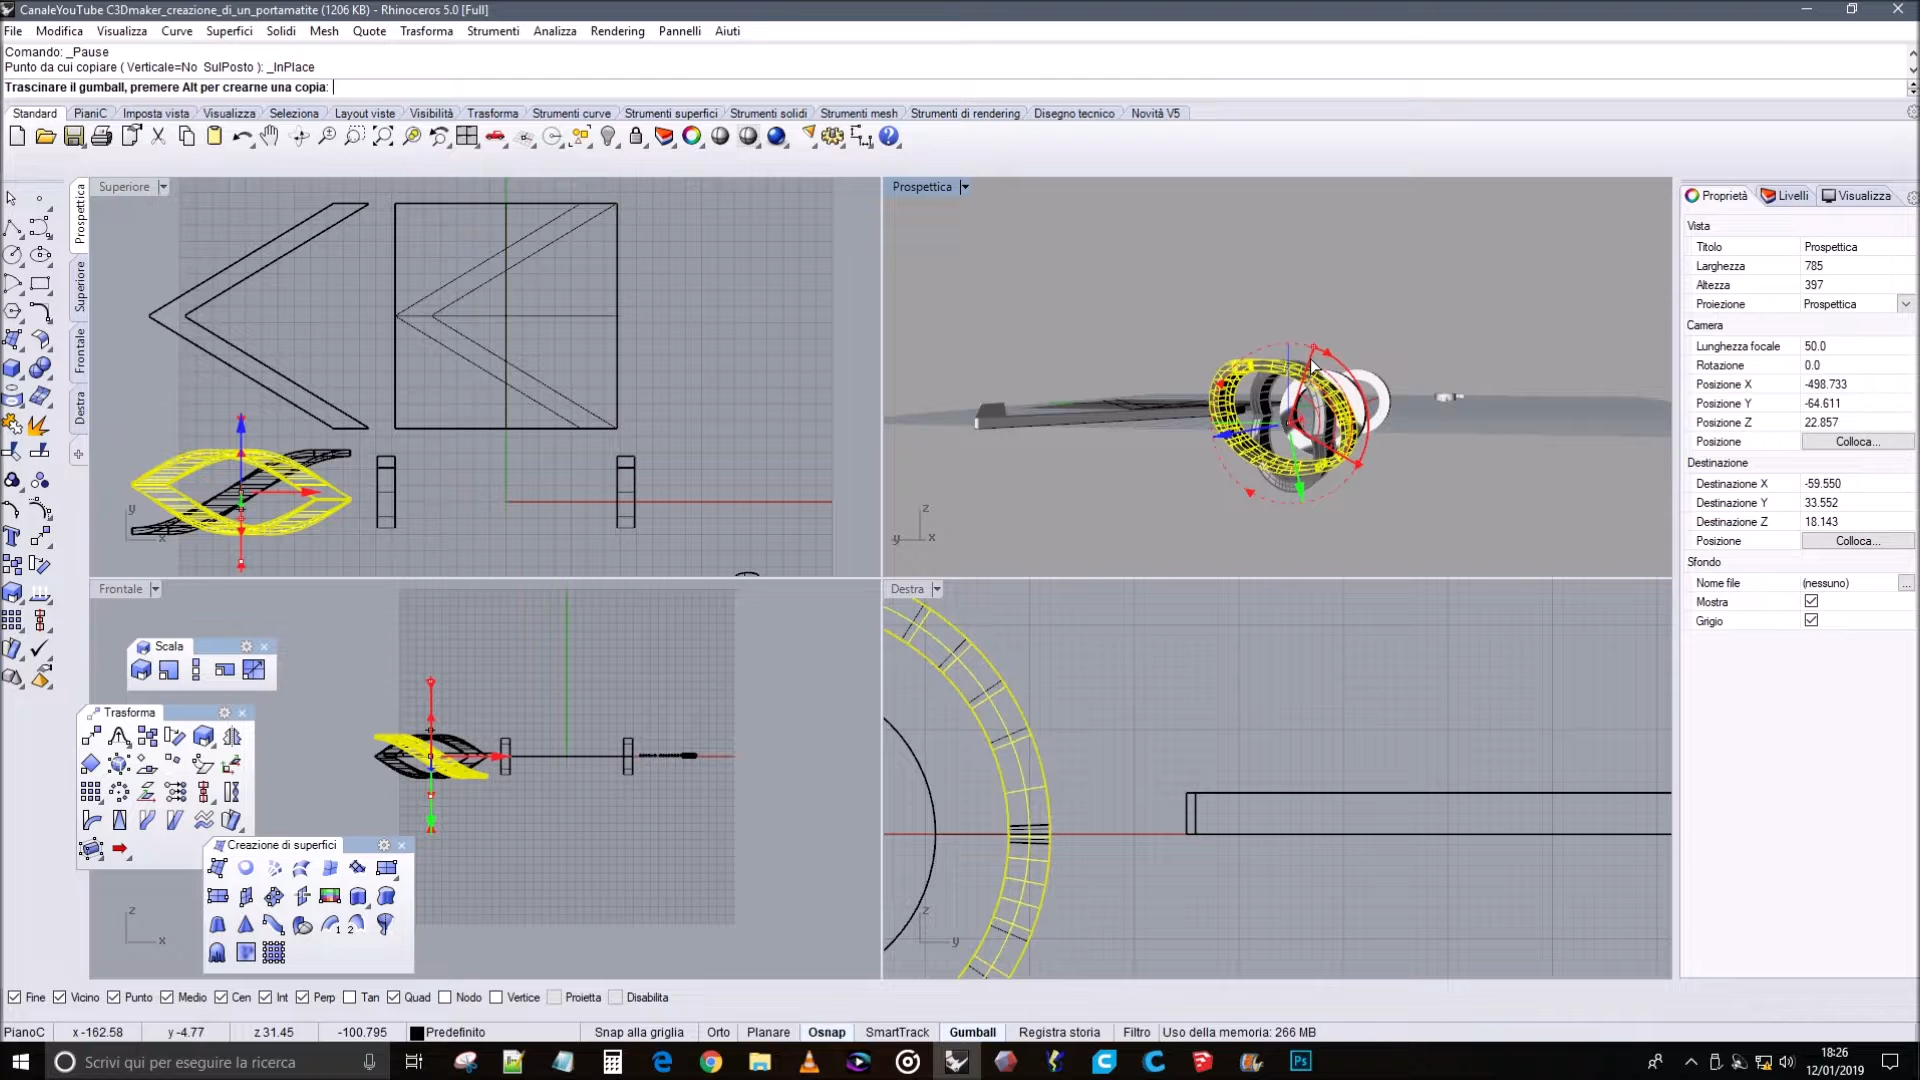 CanaleYouTube C3Dmaker_creazione_di_un_portamatite (1206 KB) - Rhinoceros 5.0 [Full]
File Modifica Visualizza Curve Superfici Solidi Mesh Quote Trasforma Strumenti Analizza Rendering Pannelli Aiuti
Comando: _Pause
Punto da cui copiare ( Verticale=No SulPosto ): _InPlace
Trascinare il gumball, premere Alt per crearne una copia:
Standard PianiC Imposta vista Visualizza Seleziona Layout viste Visibilità Trasforma Strumenti curve Strumenti superfici Strumenti solidi Strumenti mesh Strumenti di rendering Disegno tecnico Novità V5
Superiore
Prospettica
Prospettica
Superiore
Frontale
Destra
y
x
z
y
x
Proprietà Livelli Visualizza
Vista
Titolo Prospettica
Larghezza 785
Altezza 397
Proiezione Prospettica
Camera
Lunghezza focale 50.0
Rotazione 0.0
Posizione X -498.733
Posizione Y -64.611
Posizione Z 22.857
Posizione Colloca...
Destinazione
Destinazione X -59.550
Destinazione Y 33.552
Destinazione Z 18.143
Posizione Colloca...
Sfondo
Nome file (nessuno) ...
Mostra
Grigio
Frontale
Destra
Scala
Trasforma
Creazione di superfici
1 2
z
x
z
y
Fine Vicino Punto Medio Cen Int Perp Tan Quad Nodo Vertice Proietta Disabilita
PianoC x -162.58 y -4.77 z 31.45 -100.795 Predefinito Snap alla griglia Orto Planare Osnap SmartTrack Gumball Registra storia Filtro Uso della memoria: 266 MB
Scrivi qui per eseguire la ricerca
Ps
18:26
12/01/2019